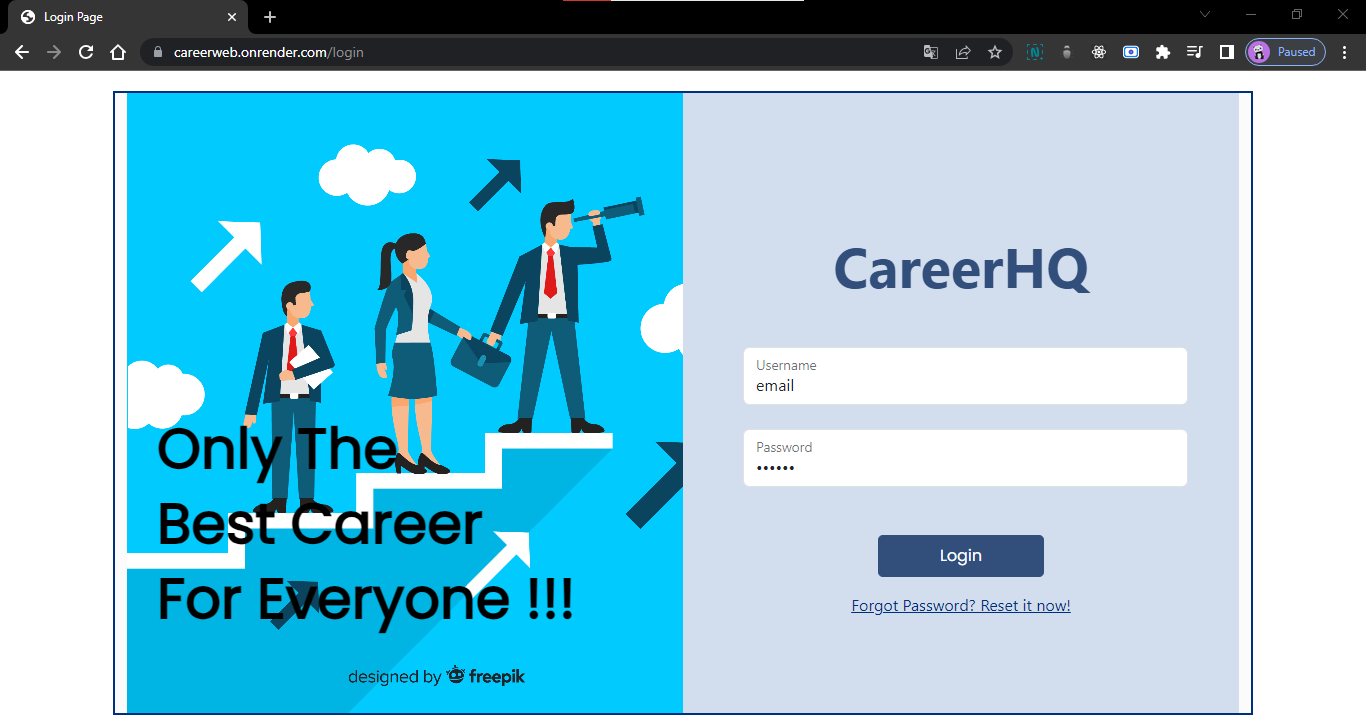 Login Page
careerweb.onrender.com/login
Paused
CareerHQ
Username
email
Password
••••••
Login
Forgot Password? Reset it now!
Only The
Best Career
For Everyone !!!
designed by freepik